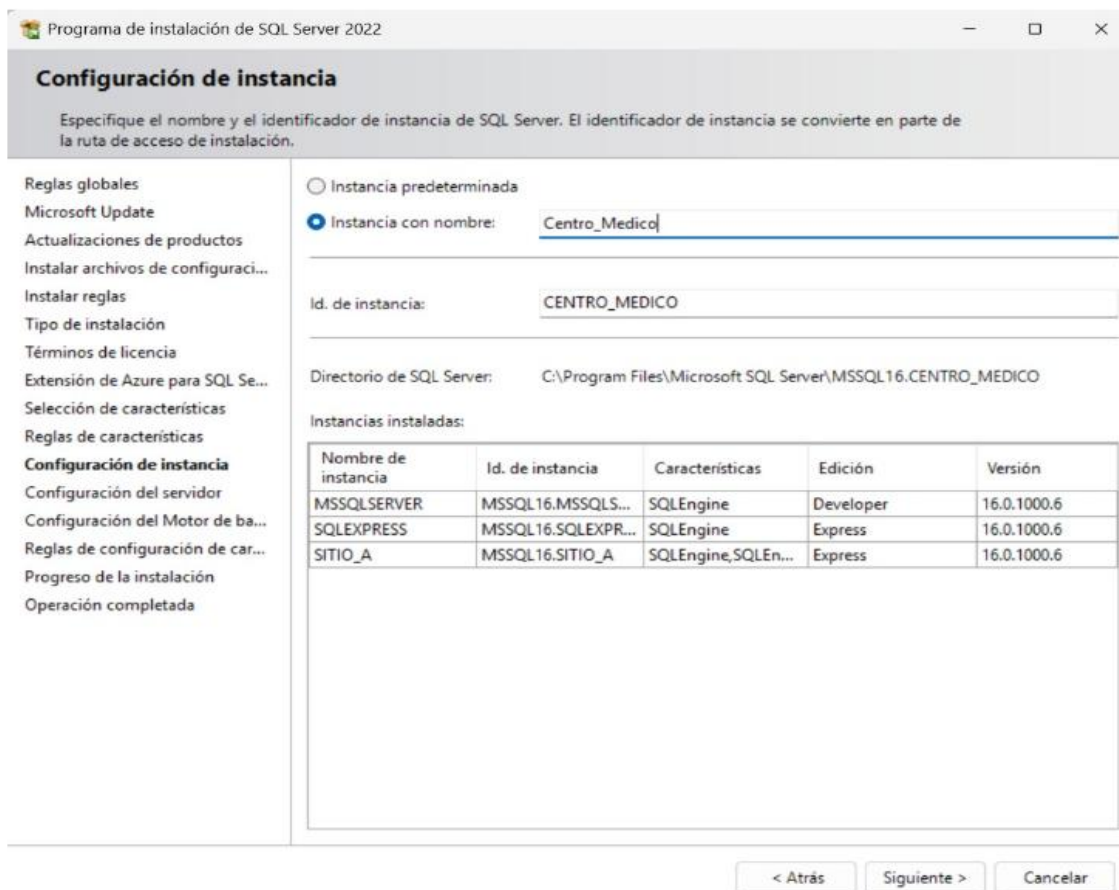 Programa de instalación de SQL Server 2022
Configuración de instancia
Especifique el nombre y el identificador de instancia de SQL Server. El identificador de instancia se convierte en parte de
la ruta de acceso de instalación.
Reglas globales
Microsoft Update
Actualizaciones de productos
Instalar archivos de configuraci...
Instalar reglas
Tipo de instalación
Términos de licencia
Extensión de Azure para SQL Se...
Selección de características
Reglas de características
Configuración de instancia
Configuración del servidor
Configuración del Motor de ba...
Reglas de configuración de car...
Progreso de la instalación
Operación completada
Instancia predeterminada
Instancia con nombre: Centro_Medico
Id. de instancia: CENTRO_MEDICO
Directorio de SQL Server: C:\Program Files\Microsoft SQL Server\MSSQL16.CENTRO_MEDICO
Instancias instaladas:
Nombre de instancia Id. de instancia Características Edición Versión
MSSQLSERVER MSSQL16.MSSQLS... SQLEngine Developer 16.0.1000.6
SQLEXPRESS MSSQL16.SQLEXPR... SQLEngine Express 16.0.1000.6
SITIO_A MSSQL16.SITIO_A SQLEngine,SQLEn... Express 16.0.1000.6
< Atrás Siguiente > Cancelar